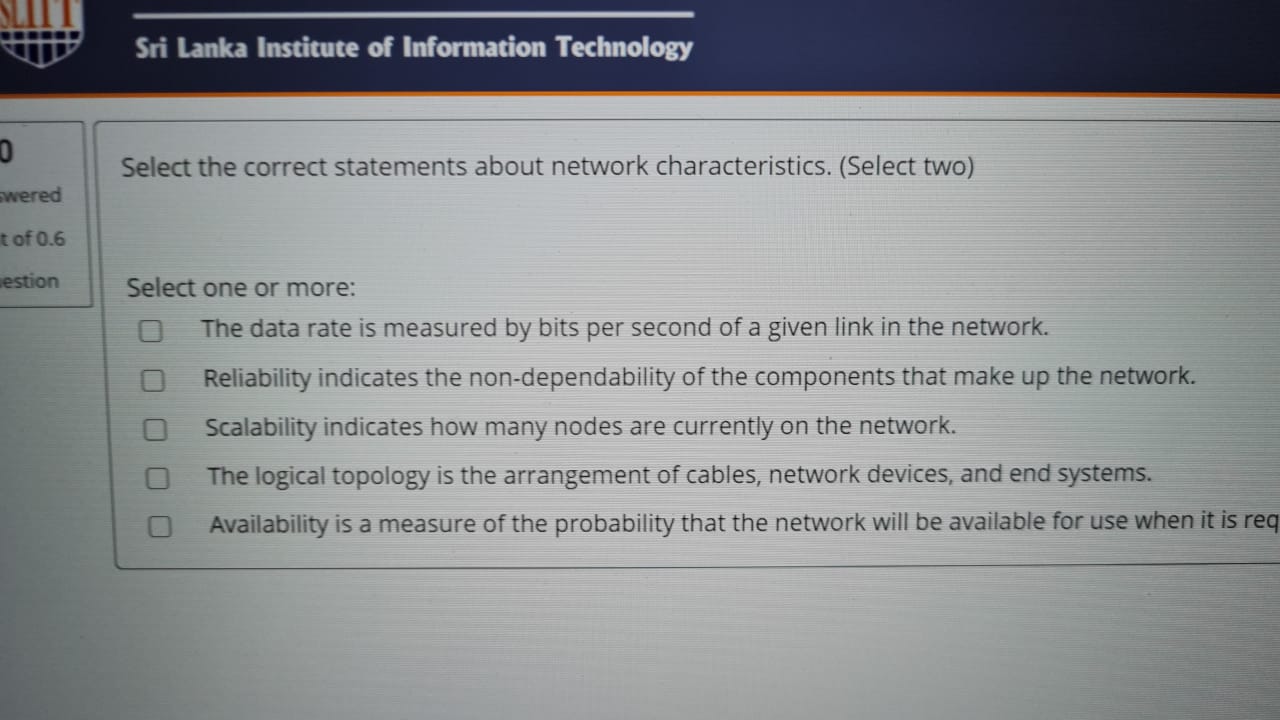 SLIIT
Sri Lanka Institute of Information Technology
0
swered
t of 0.6
estion
Select the correct statements about network characteristics. (Select two)
Select one or more:
The data rate is measured by bits per second of a given link in the network.
Reliability indicates the non-dependability of the components that make up the network.
Scalability indicates how many nodes are currently on the network.
The logical topology is the arrangement of cables, network devices, and end systems.
Availability is a measure of the probability that the network will be available for use when it is req